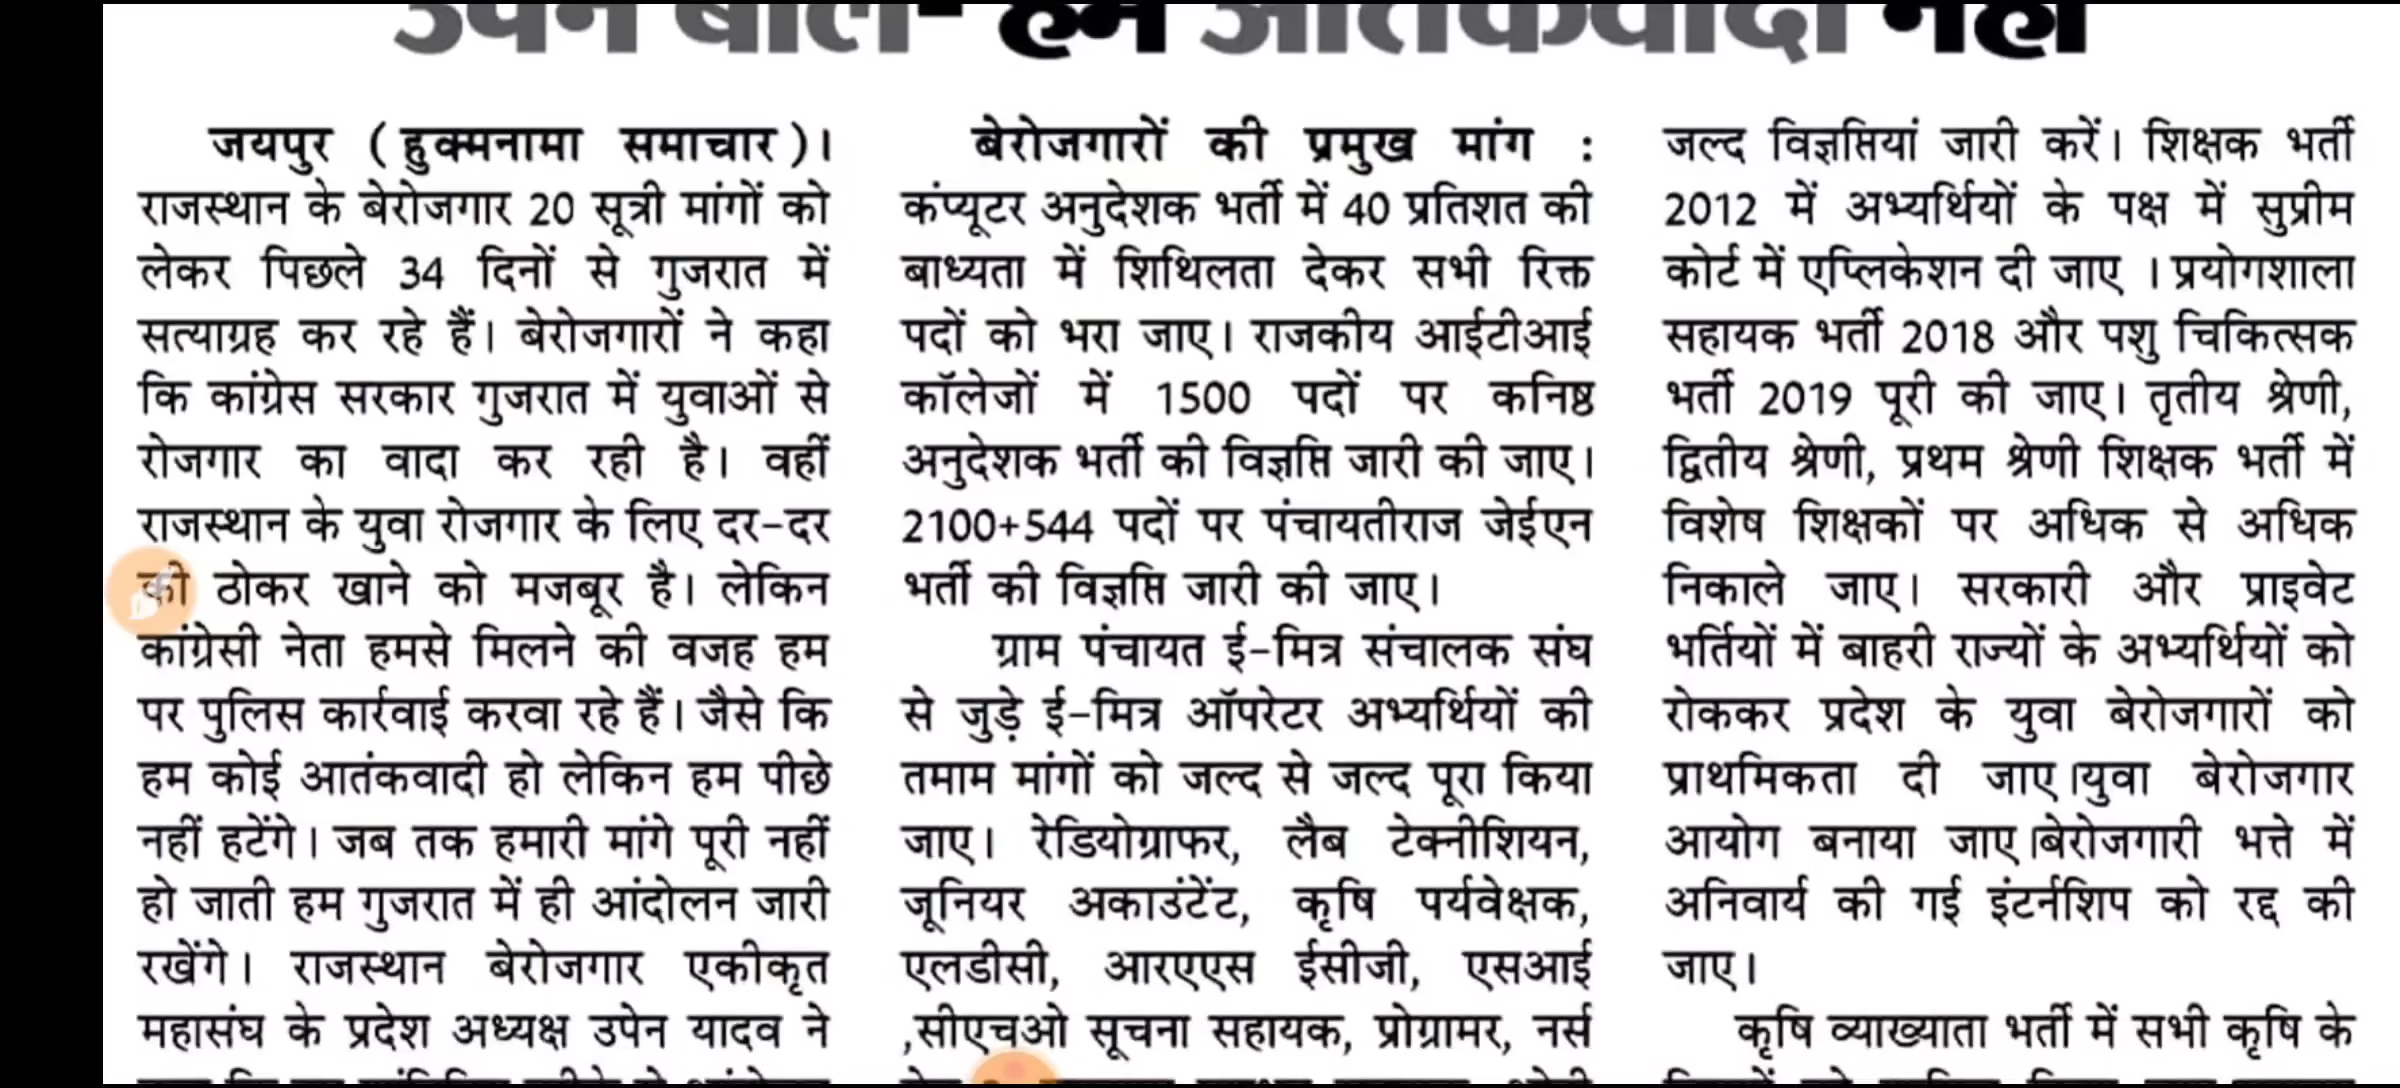 उपेन बोले- हम आतंकवादी नहीं
जयपुर (हुक्मनामा समाचार)।
राजस्थान के बेरोजगार 20 सूत्री मांगों को
लेकर पिछले 34 दिनों से गुजरात में
सत्याग्रह कर रहे हैं। बेरोजगारों ने कहा
कि कांग्रेस सरकार गुजरात में युवाओं से
रोजगार का वादा कर रही है। वहीं
राजस्थान के युवा रोजगार के लिए दर-दर
की ठोकर खाने को मजबूर है। लेकिन
कांग्रेसी नेता हमसे मिलने की वजह हम
पर पुलिस कार्रवाई करवा रहे हैं। जैसे कि
हम कोई आतंकवादी हो लेकिन हम पीछे
नहीं हटेंगे। जब तक हमारी मांगे पूरी नहीं
हो जाती हम गुजरात में ही आंदोलन जारी
रखेंगे। राजस्थान बेरोजगार एकीकृत
महासंघ के प्रदेश अध्यक्ष उपेन यादव ने
बेरोजगारों की प्रमुख मांग :
कंप्यूटर अनुदेशक भर्ती में 40 प्रतिशत की
बाध्यता में शिथिलता देकर सभी रिक्त
पदों को भरा जाए। राजकीय आईटीआई
कॉलेजों में 1500 पदों पर कनिष्ठ
अनुदेशक भर्ती की विज्ञप्ति जारी की जाए।
2100+544 पदों पर पंचायतीराज जेईएन
भर्ती की विज्ञप्ति जारी की जाए।
ग्राम पंचायत ई-मित्र संचालक संघ
से जुड़े ई-मित्र ऑपरेटर अभ्यर्थियों की
तमाम मांगों को जल्द से जल्द पूरा किया
जाए। रेडियोग्राफर, लैब टेक्नीशियन,
जूनियर अकाउंटेंट, कृषि पर्यवेक्षक,
एलडीसी, आरएएस ईसीजी, एसआई
,सीएचओ सूचना सहायक, प्रोग्रामर, नर्स
जल्द विज्ञप्तियां जारी करें। शिक्षक भर्ती
2012 में अभ्यर्थियों के पक्ष में सुप्रीम
कोर्ट में एप्लिकेशन दी जाए । प्रयोगशाला
सहायक भर्ती 2018 और पशु चिकित्सक
भर्ती 2019 पूरी की जाए। तृतीय श्रेणी,
द्वितीय श्रेणी, प्रथम श्रेणी शिक्षक भर्ती में
विशेष शिक्षकों पर अधिक से अधिक
निकाले जाए। सरकारी और प्राइवेट
भर्तियों में बाहरी राज्यों के अभ्यर्थियों को
रोककर प्रदेश के युवा बेरोजगारों को
प्राथमिकता दी जाए।युवा बेरोजगार
आयोग बनाया जाए।बेरोजगारी भत्ते में
अनिवार्य की गई इंटर्नशिप को रद्द की
जाए।
कृषि व्याख्याता भर्ती में सभी कृषि के